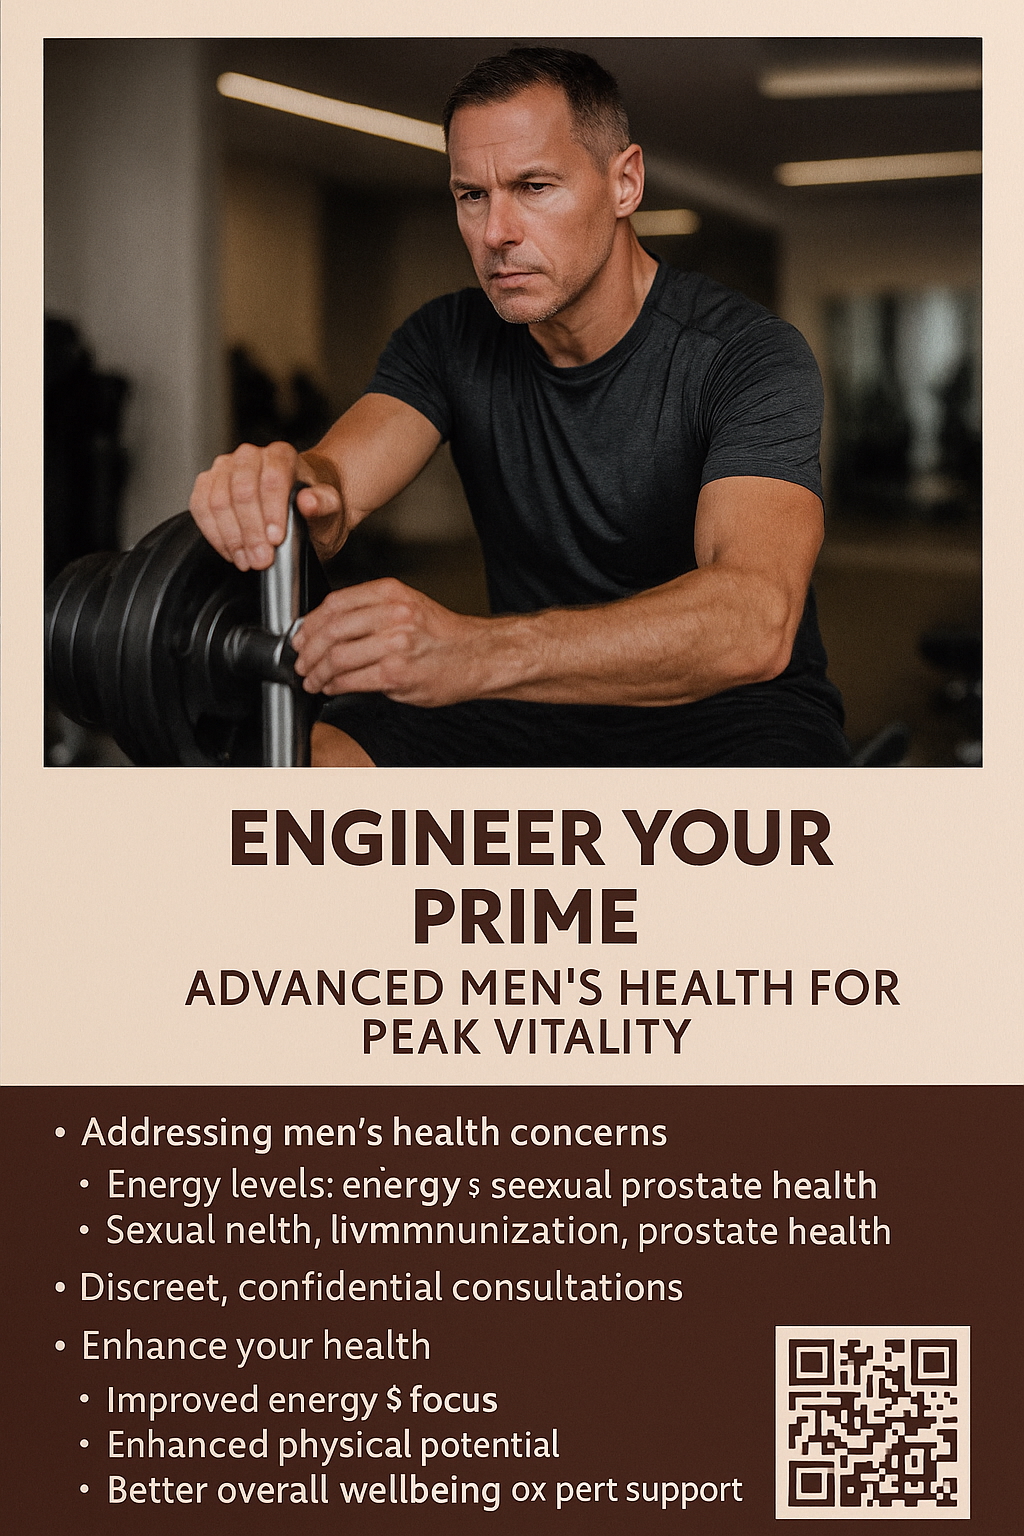 ENGINEER YOUR
PRIME
ADVANCED MEN'S HEALTH FOR
PEAK VITALITY
• Addressing men's health concerns
• Energy levels: energy $ seexual prostate health
• Sexual nelth, livmmnunization, prostate health
• Discreet, confidential consultations
• Enhance your health
• Improved energy $ focus
• Enhanced physical potential
• Better overall wellbeing ox pert support